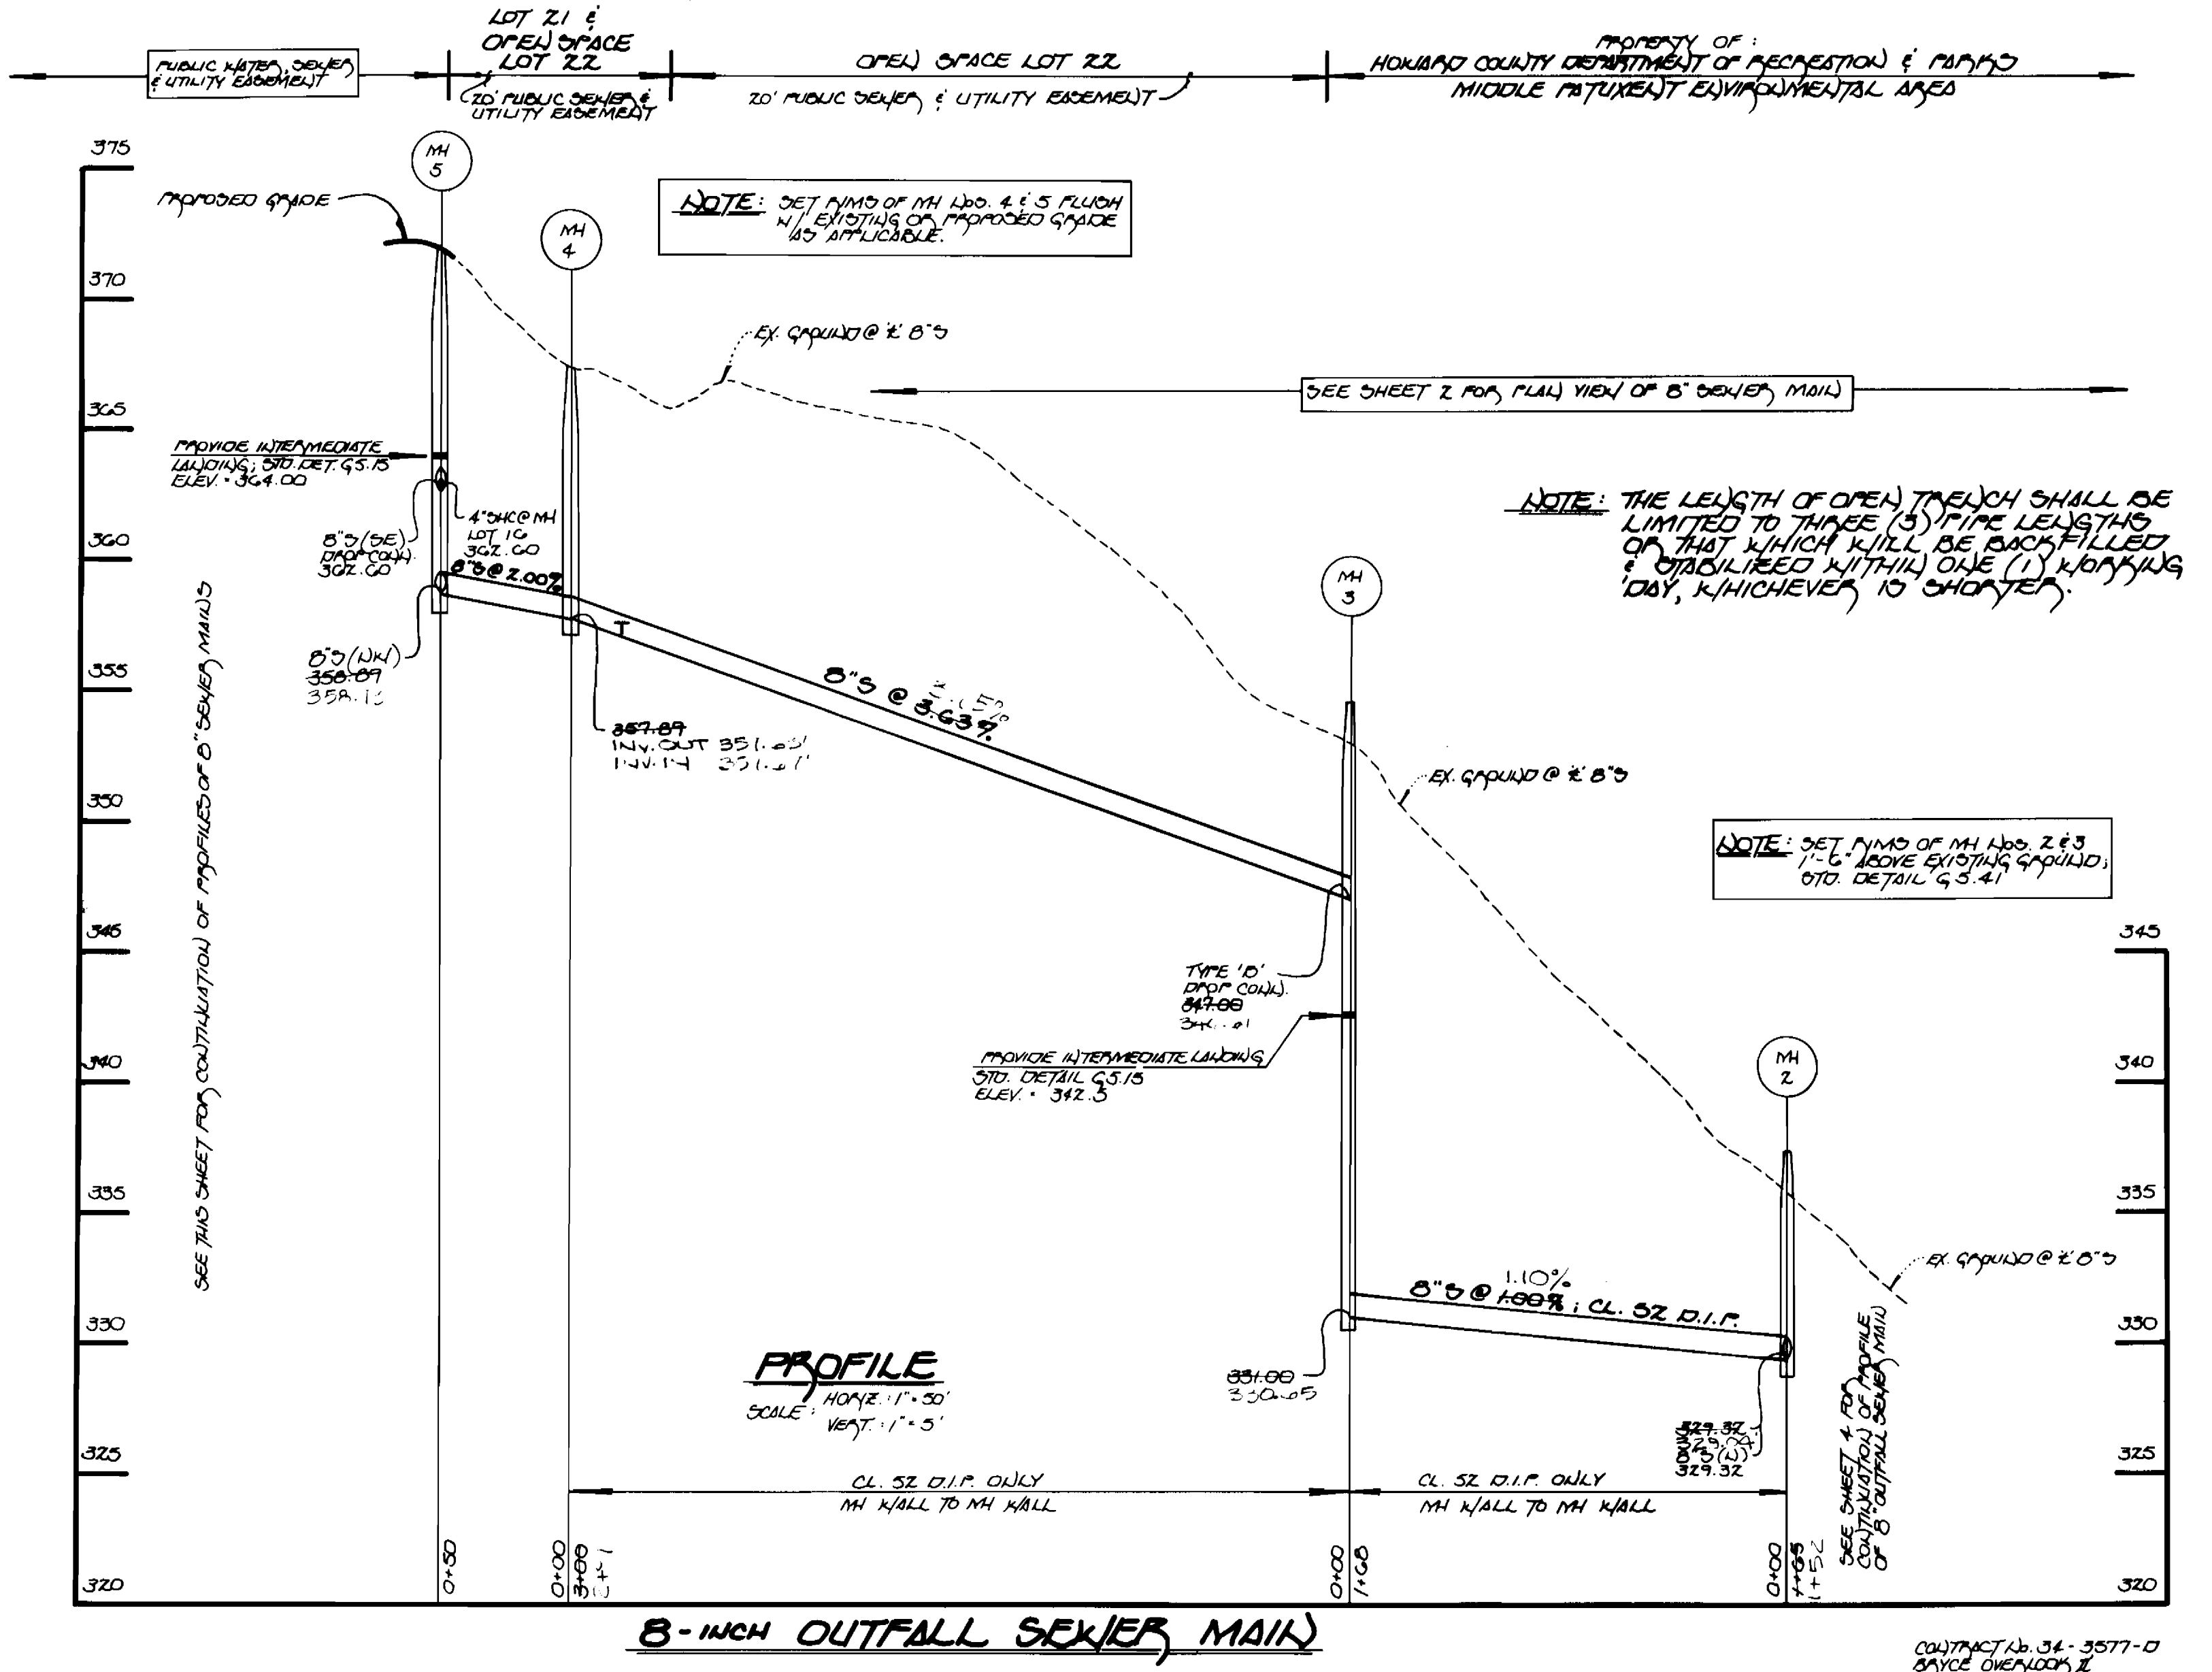 LOT 21 &
OPEN SPACE
LOT 22
PUBLIC WATER, SEWER
& UTILITY EASEMENT
20' PUBLIC SEWER &
UTILITY EASEMENT
OPEN SPACE LOT 22
20' PUBLIC SEWER & UTILITY EASEMENT
PROPERTY OF:
HOWARD COUNTY DEPARTMENT OF RECREATION & PARKS
MIDDLE PATUXENT ENVIRONMENTAL AREA
375
370
365
360
355
350
345
340
335
330
325
320
MH
5
MH
4
PROPOSED GRADE
NOTE: SET RIMS OF MH Nos. 4 & 5 FLUSH
W/ EXISTING OR PROPOSED GRADE
AS APPLICABLE.
EX. GROUND @ ℄ 8"S
SEE SHEET 2 FOR PLAN VIEW OF 8" SEWER MAIN
PROVIDE INTERMEDIATE
LANDING; STD. DET. G5.15
ELEV. = 364.00
8"S (SE)
DROP CONN.
362.60
4"SHC @ MH
LOT 16
362.60
8"S @ 2.00%
NOTE: THE LENGTH OF OPEN TRENCH SHALL BE
LIMITED TO THREE (3) PIPE LENGTHS
OR THAT WHICH WILL BE BACKFILLED
& STABILIZED WITHIN ONE (1) WORKING
DAY, WHICHEVER IS SHORTER.
SEE THIS SHEET FOR CONTINUATION OF PROFILES OF 8" SEWER MAINS
8"S (NW)
358.89
T
8"S @ 3.63%
357.89
INV. OUT
INV. IN
MH
3
EX. GROUND @ ℄ 8"S
NOTE: SET RIMS OF MH Nos. 2 & 3
1'-6" ABOVE EXISTING GROUND;
STD. DETAIL G 5.41
TYPE 'B'
DROP CONN.
347.00
PROVIDE INTERMEDIATE LANDING
STD. DETAIL G5.15
ELEV. = 342.5
345
340
335
330
325
320
MH
2
EX. GROUND @ ℄ 8"S
1.10%
8"S @ 1.00%; CL. 52 D.I.P.
331.00
330.65
329.32
8"S (N)
329.32
PROFILE
SCALE: HORIZ.: 1"=50'
VERT.: 1"=5'
CL. 52 D.I.P. ONLY
MH WALL TO MH WALL
CL. 52 D.I.P. ONLY
MH WALL TO MH WALL
SEE SHEET 4 FOR
CONTINUATION OF PROFILE
OF 8" OUTFALL SEWER MAIN
0+50
0+00
3+00
0+00
1+68
0+00
1+65
1+52
8-INCH OUTFALL SEWER MAIN
CONTRACT No. 34-3577-D
BRYCE OVERLOOK II